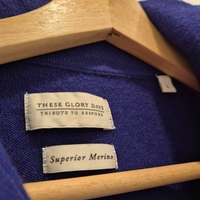 THESE GLORY DAYS
TRIBUTE TO BESPOKE
Superior Merino